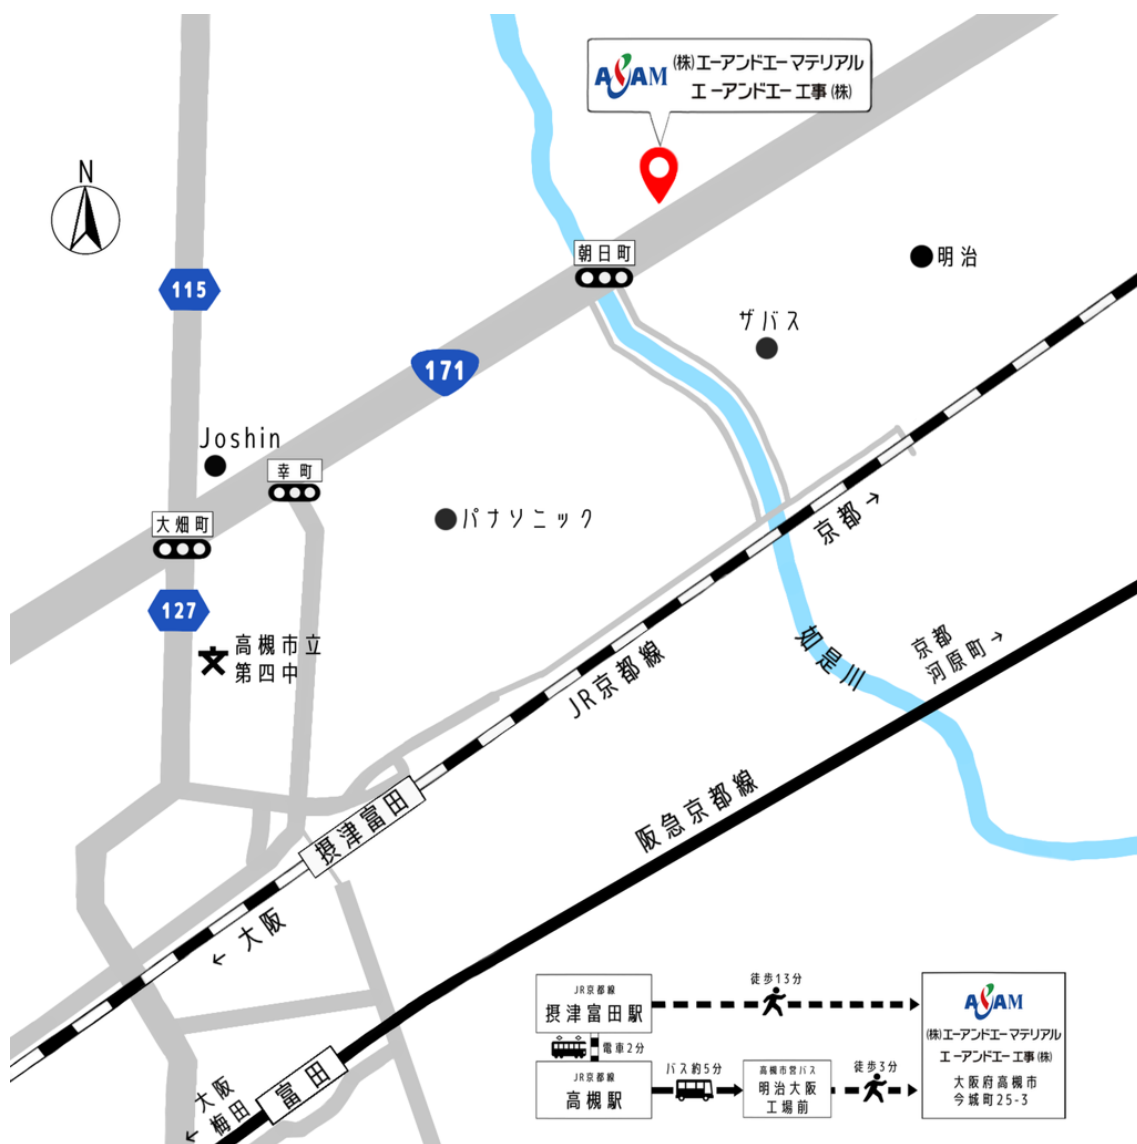 A&AM
(株)エーアンドエーマテリアル
エーアンドエー工事(株)
N
朝日町
明治
115
ザバス
171
Joshin
幸町
パナソニック
大畑町
京都→
127
高槻市立
第四中
如是川
京都
河原町→
JR京都線
阪急京都線
摂津富田
←大阪
富田
大阪
←梅田
JR京都線
摂津富田駅
徒歩13分
電車2分
JR京都線
高槻駅
バス約5分
高槻市営バス
明治大阪
工場前
徒歩3分
A&AM
(株)エーアンドエーマテリアル
エーアンドエー工事(株)
大阪府高槻市
今城町25-3